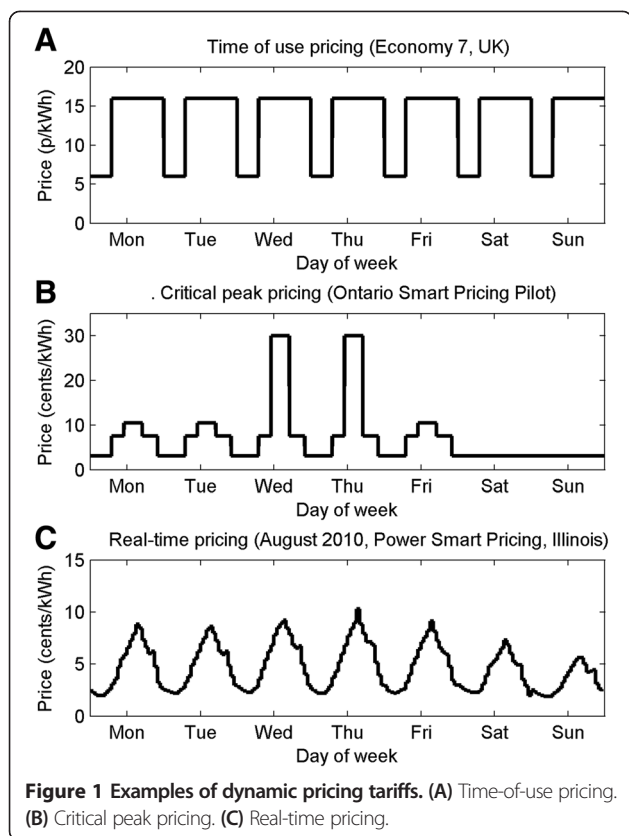 A
Time of use pricing (Economy 7, UK)
Price (p/kWh)
20
15
10
5
0
Mon Tue Wed Thu Fri Sat Sun
Day of week
B
. Critical peak pricing (Ontario Smart Pricing Pilot)
Price (cents/kWh)
30
20
10
0
Mon Tue Wed Thu Fri Sat Sun
Day of week
C
Real-time pricing (August 2010, Power Smart Pricing, Illinois)
Price (cents/kWh)
15
10
5
0
Mon Tue Wed Thu Fri Sat Sun
Day of week
Figure 1 Examples of dynamic pricing tariffs. (A) Time-of-use pricing.
(B) Critical peak pricing. (C) Real-time pricing.